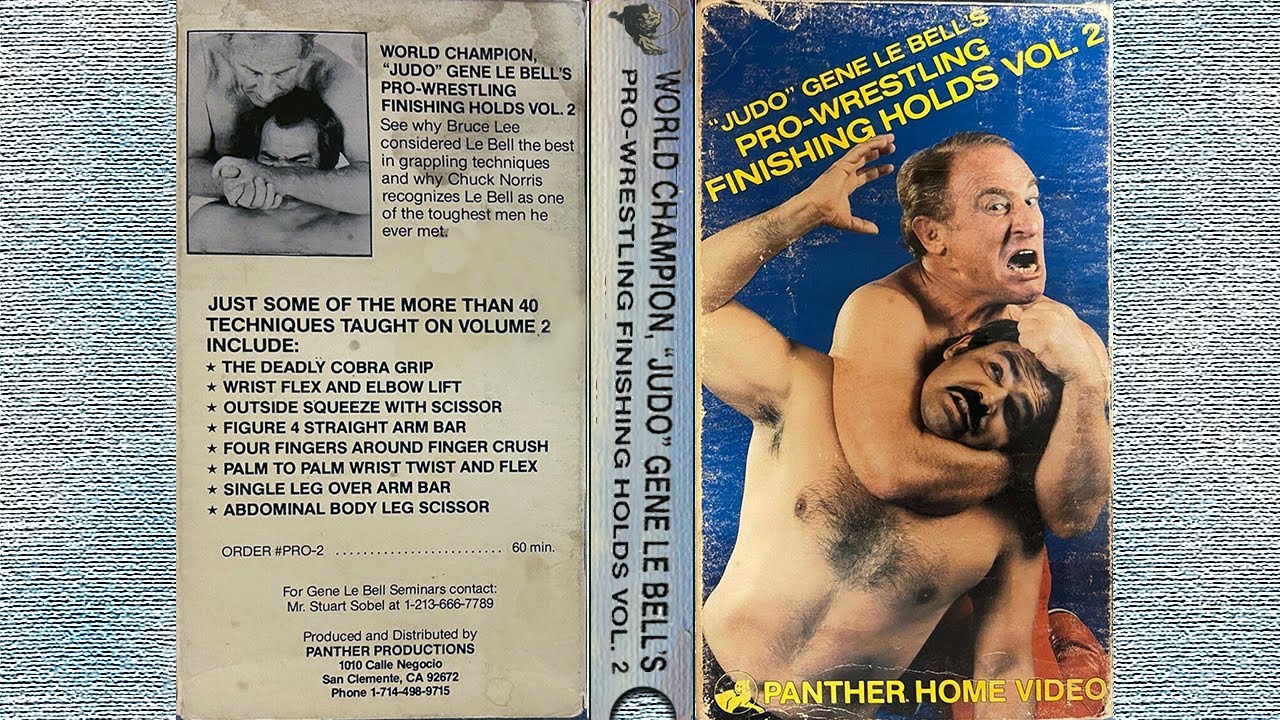 WORLD CHAMPION,
"JUDO" GENE LE BELL'S
PRO-WRESTLING
FINISHING HOLDS VOL. 2
See why Bruce Lee
considered Le Bell the best
in grappling techniques
and why Chuck Norris
recognizes Le Bell as one
of the toughest men he
ever met.
JUST SOME OF THE MORE THAN 40
TECHNIQUES TAUGHT ON VOLUME 2
INCLUDE:
★ THE DEADLY COBRA GRIP
★ WRIST FLEX AND ELBOW LIFT
★ OUTSIDE SQUEEZE WITH SCISSOR
★ FIGURE 4 STRAIGHT ARM BAR
★ FOUR FINGERS AROUND FINGER CRUSH
★ PALM TO PALM WRIST TWIST AND FLEX
★ SINGLE LEG OVER ARM BAR
★ ABDOMINAL BODY LEG SCISSOR
ORDER #PRO-2 ......................... 60 min.
For Gene Le Bell Seminars contact:
Mr. Stuart Sobel at 1-213-666-7789
Produced and Distributed by
PANTHER PRODUCTIONS
1010 Calle Negocio
San Clemente, CA 92672
Phone 1-714-498-9715
WORLD CHAMPION, "JUDO" GENE LE BELL'S
PRO-WRESTLING FINISHING HOLDS VOL. 2
"JUDO" GENE LE BELL'S
PRO-WRESTLING
FINISHING HOLDS VOL. 2
PANTHER HOME VIDEO